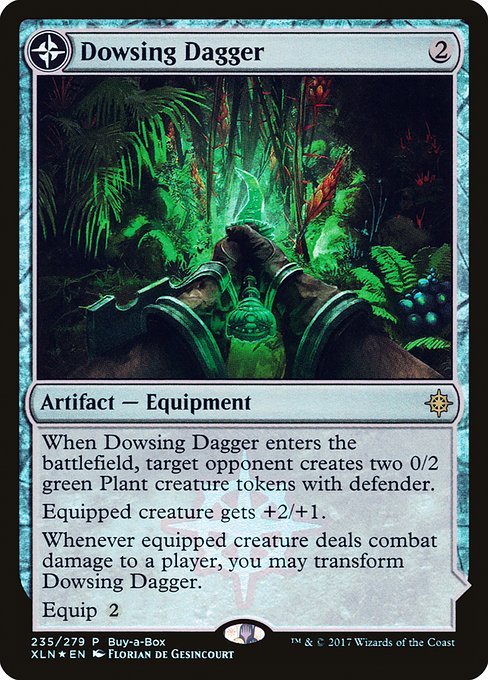 Dowsing Dagger 2
Artifact — Equipment
When Dowsing Dagger enters the
battlefield, target opponent creates two 0/2
green Plant creature tokens with defender.
Equipped creature gets +2/+1.
Whenever equipped creature deals combat
damage to a player, you may transform
Dowsing Dagger.
Equip 2
235/279 P Buy-a-Box
XLN★EN Florian de Gesincourt
™ & © 2017 Wizards of the Coast